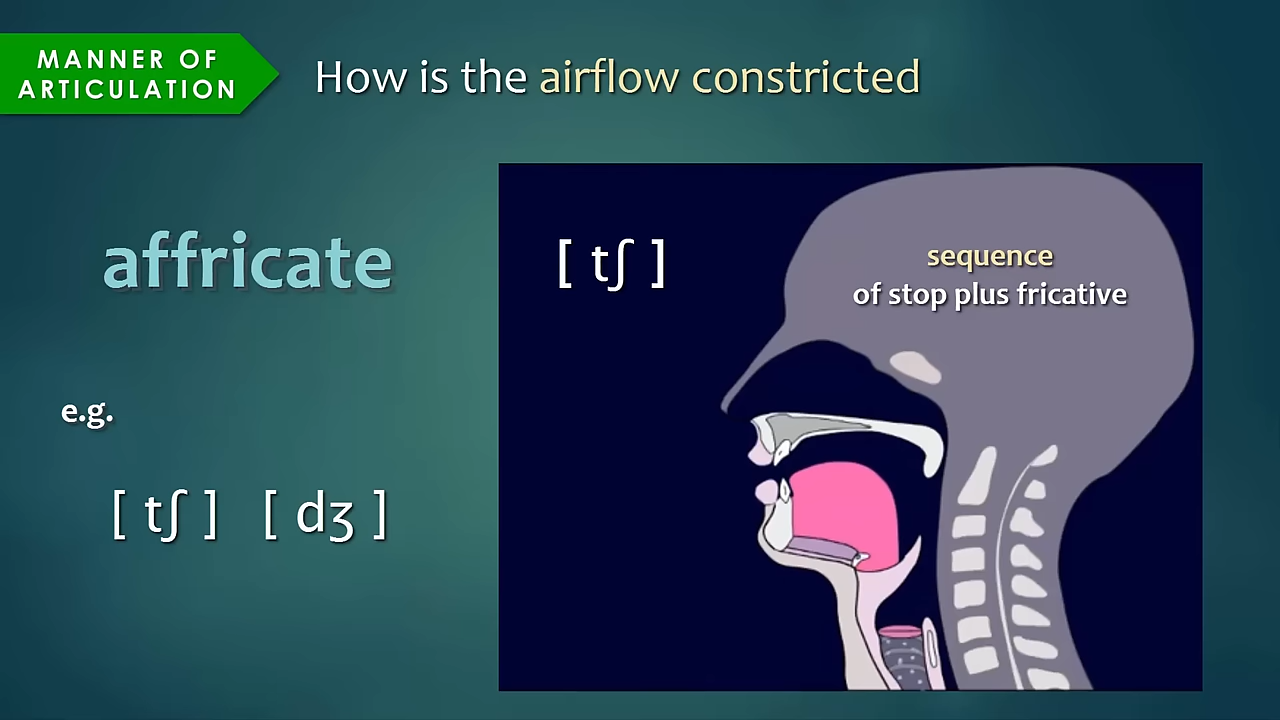 MANNER OF
ARTICULATION
How is the airflow constricted
affricate
e.g.
[ tʃ ] [ dʒ ]
[ tʃ ]
sequence
of stop plus fricative